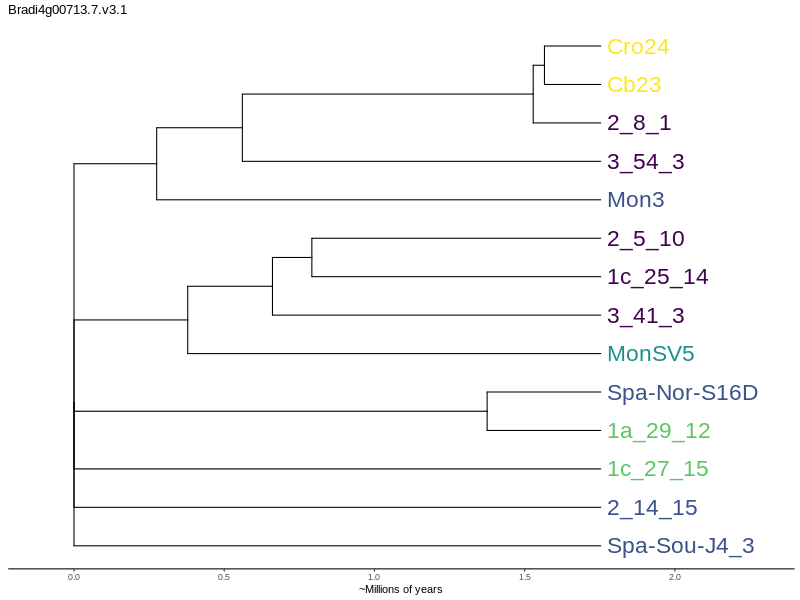 Bradi4g00713.7.v3.1
Cro24
Cb23
2_8_1
3_54_3
Mon3
2_5_10
1c_25_14
3_41_3
MonSV5
Spa-Nor-S16D
1a_29_12
1c_27_15
2_14_15
Spa-Sou-J4_3
0.0 0.5 1.0 1.5 2.0
~Millions of years